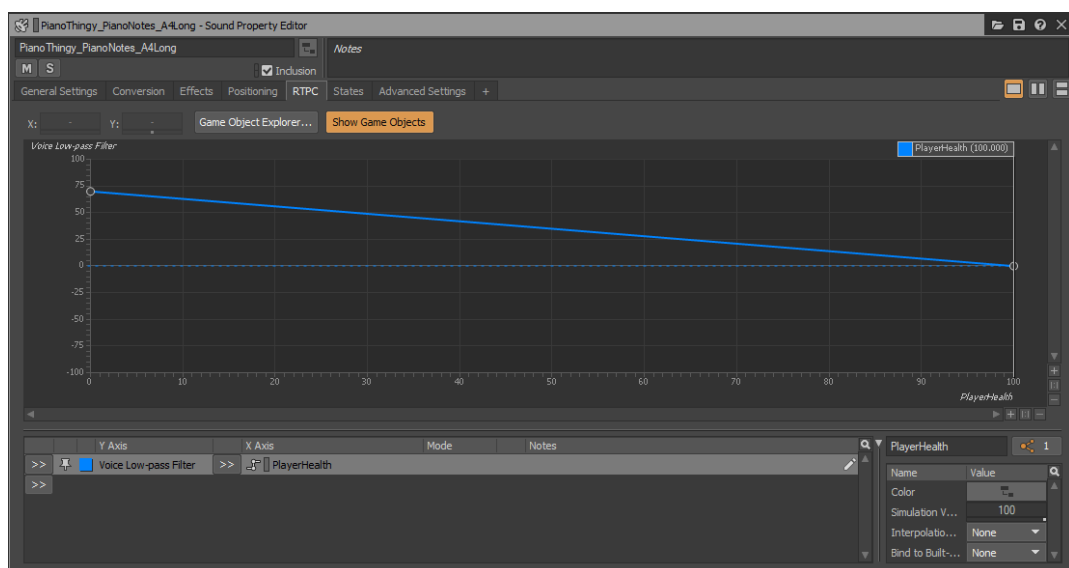 PianoThingy_PianoNotes_A4Long - Sound Property Editor
PianoThingy_PianoNotes_A4Long
Notes
M S
Inclusion
General Settings Conversion Effects Positioning RTPC States Advanced Settings +
X: - Y: - Game Object Explorer... Show Game Objects
Voice Low-pass Filter
PlayerHealth (100.000)
100
75
50
25
0
-25
-50
-75
-100
0 10 20 30 40 50 60 70 80 90 100
PlayerHealth
Y Axis X Axis Mode Notes
>> Voice Low-pass Filter >> PlayerHealth
>>
PlayerHealth 1
Name Value
Color
Simulation V... 100
Interpolatio... None
Bind to Built-... None